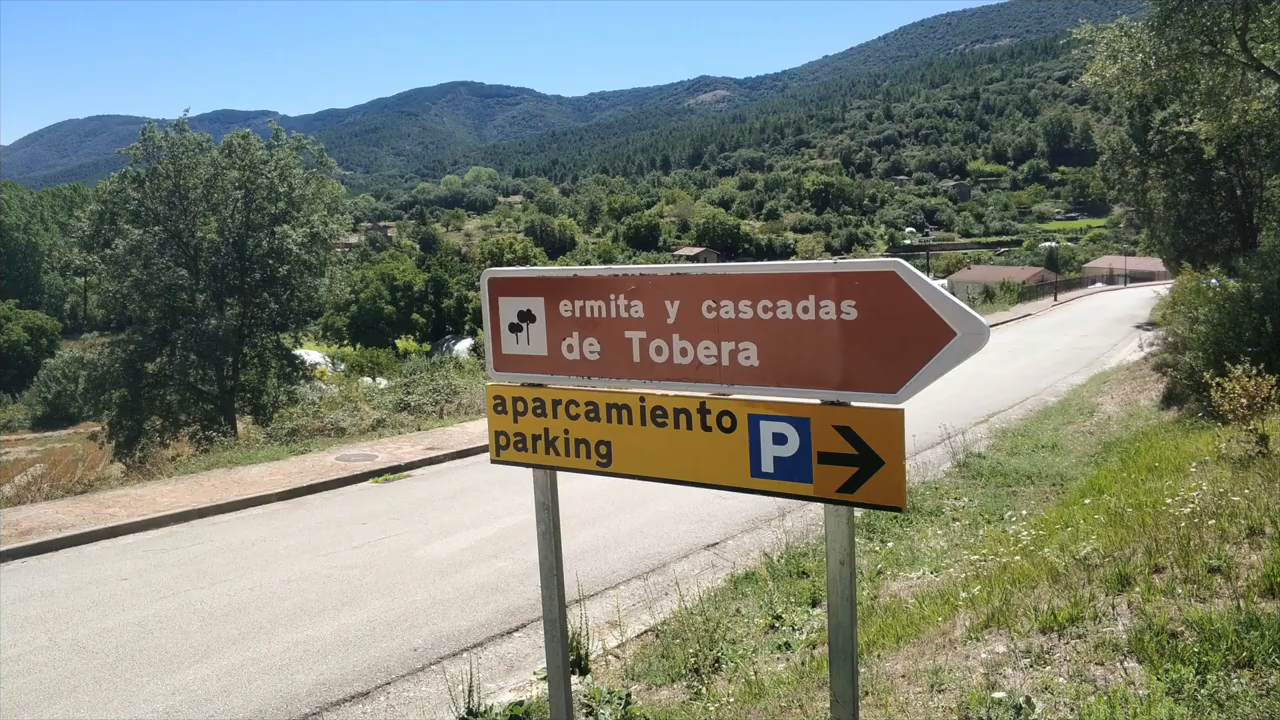 ermita y cascadas
de Tobera
aparcamiento
parking
P